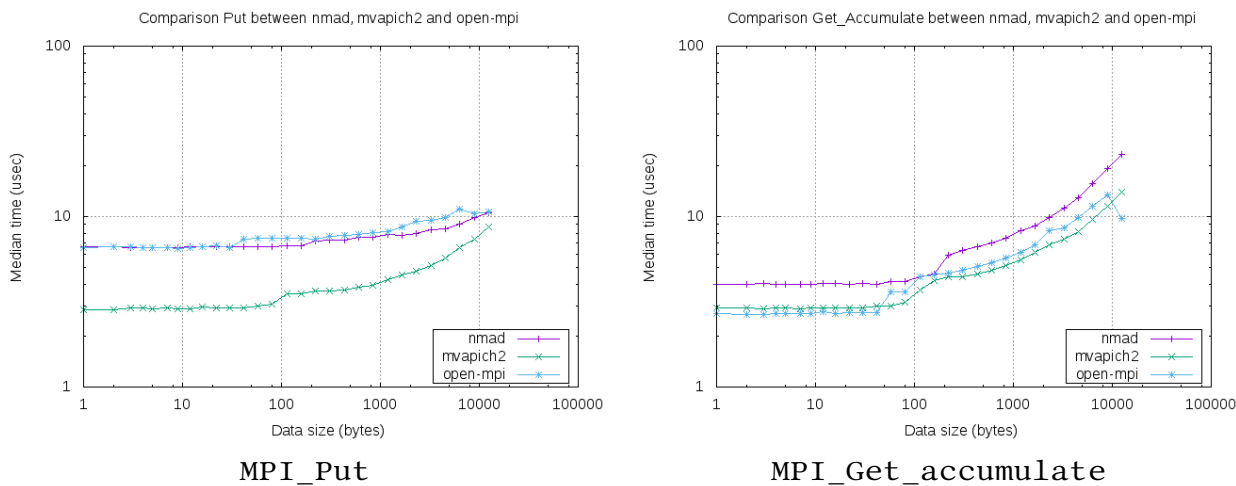 Comparison Put between nmad, mvapich2 and open-mpi
100
10
1
Median time (usec)
1
10
100
1000
10000
100000
Data size (bytes)
nmad
mvapich2
open-mpi
MPI_Put
Comparison Get_Accumulate between nmad, mvapich2 and open-mpi
100
10
1
Median time (usec)
1
10
100
1000
10000
100000
Data size (bytes)
nmad
mvapich2
open-mpi
MPI_Get_accumulate